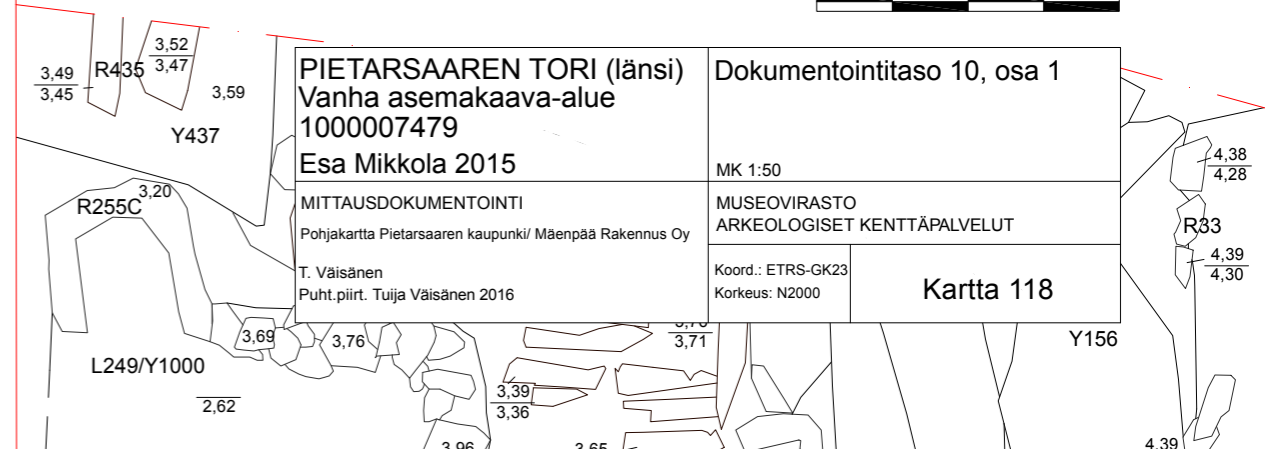 3,52
3,47
3,49
3,45
R435
3,59
Y437
PIETARSAAREN TORI (länsi)
Vanha asemakaava-alue
1000007479
Esa Mikkola 2015
Dokumentointitaso 10, osa 1
MK 1:50
MITTAUSDOKUMENTOINTI
Pohjakartta Pietarsaaren kaupunki/ Mäenpää Rakennus Oy
T. Väisänen
Puht.piirt. Tuija Väisänen 2016
MUSEOVIRASTO
ARKEOLOGISET KENTTÄPALVELUT
Koord.: ETRS-GK23
Korkeus: N2000
Kartta 118
4,38
4,28
R33
4,39
4,30
3,20
R255C
3,69
3,76
3,71
Y156
L249/Y1000
2,62
3,39
3,36
3,96
3,65
4,39